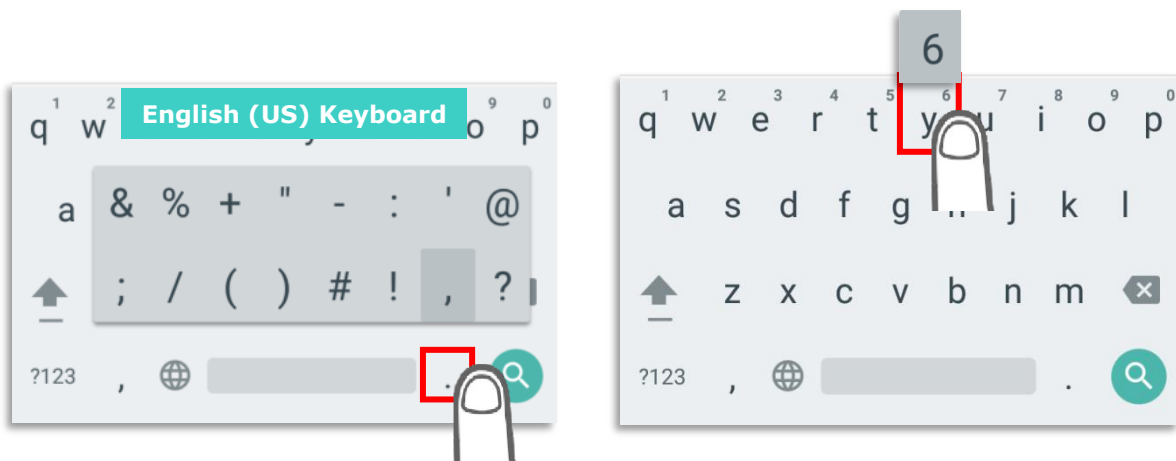 English (US) Keyboard
q 1 w 2 o 9 p 0
a
& % + " - : ' @
; / ( ) # ! , ?
?123 , .
6
q 1 w 2 e 3 r 4 t 5 y 6 u 7 i 8 o 9 p 0
a s d f g h j k l
z x c v b n m
?123 , .